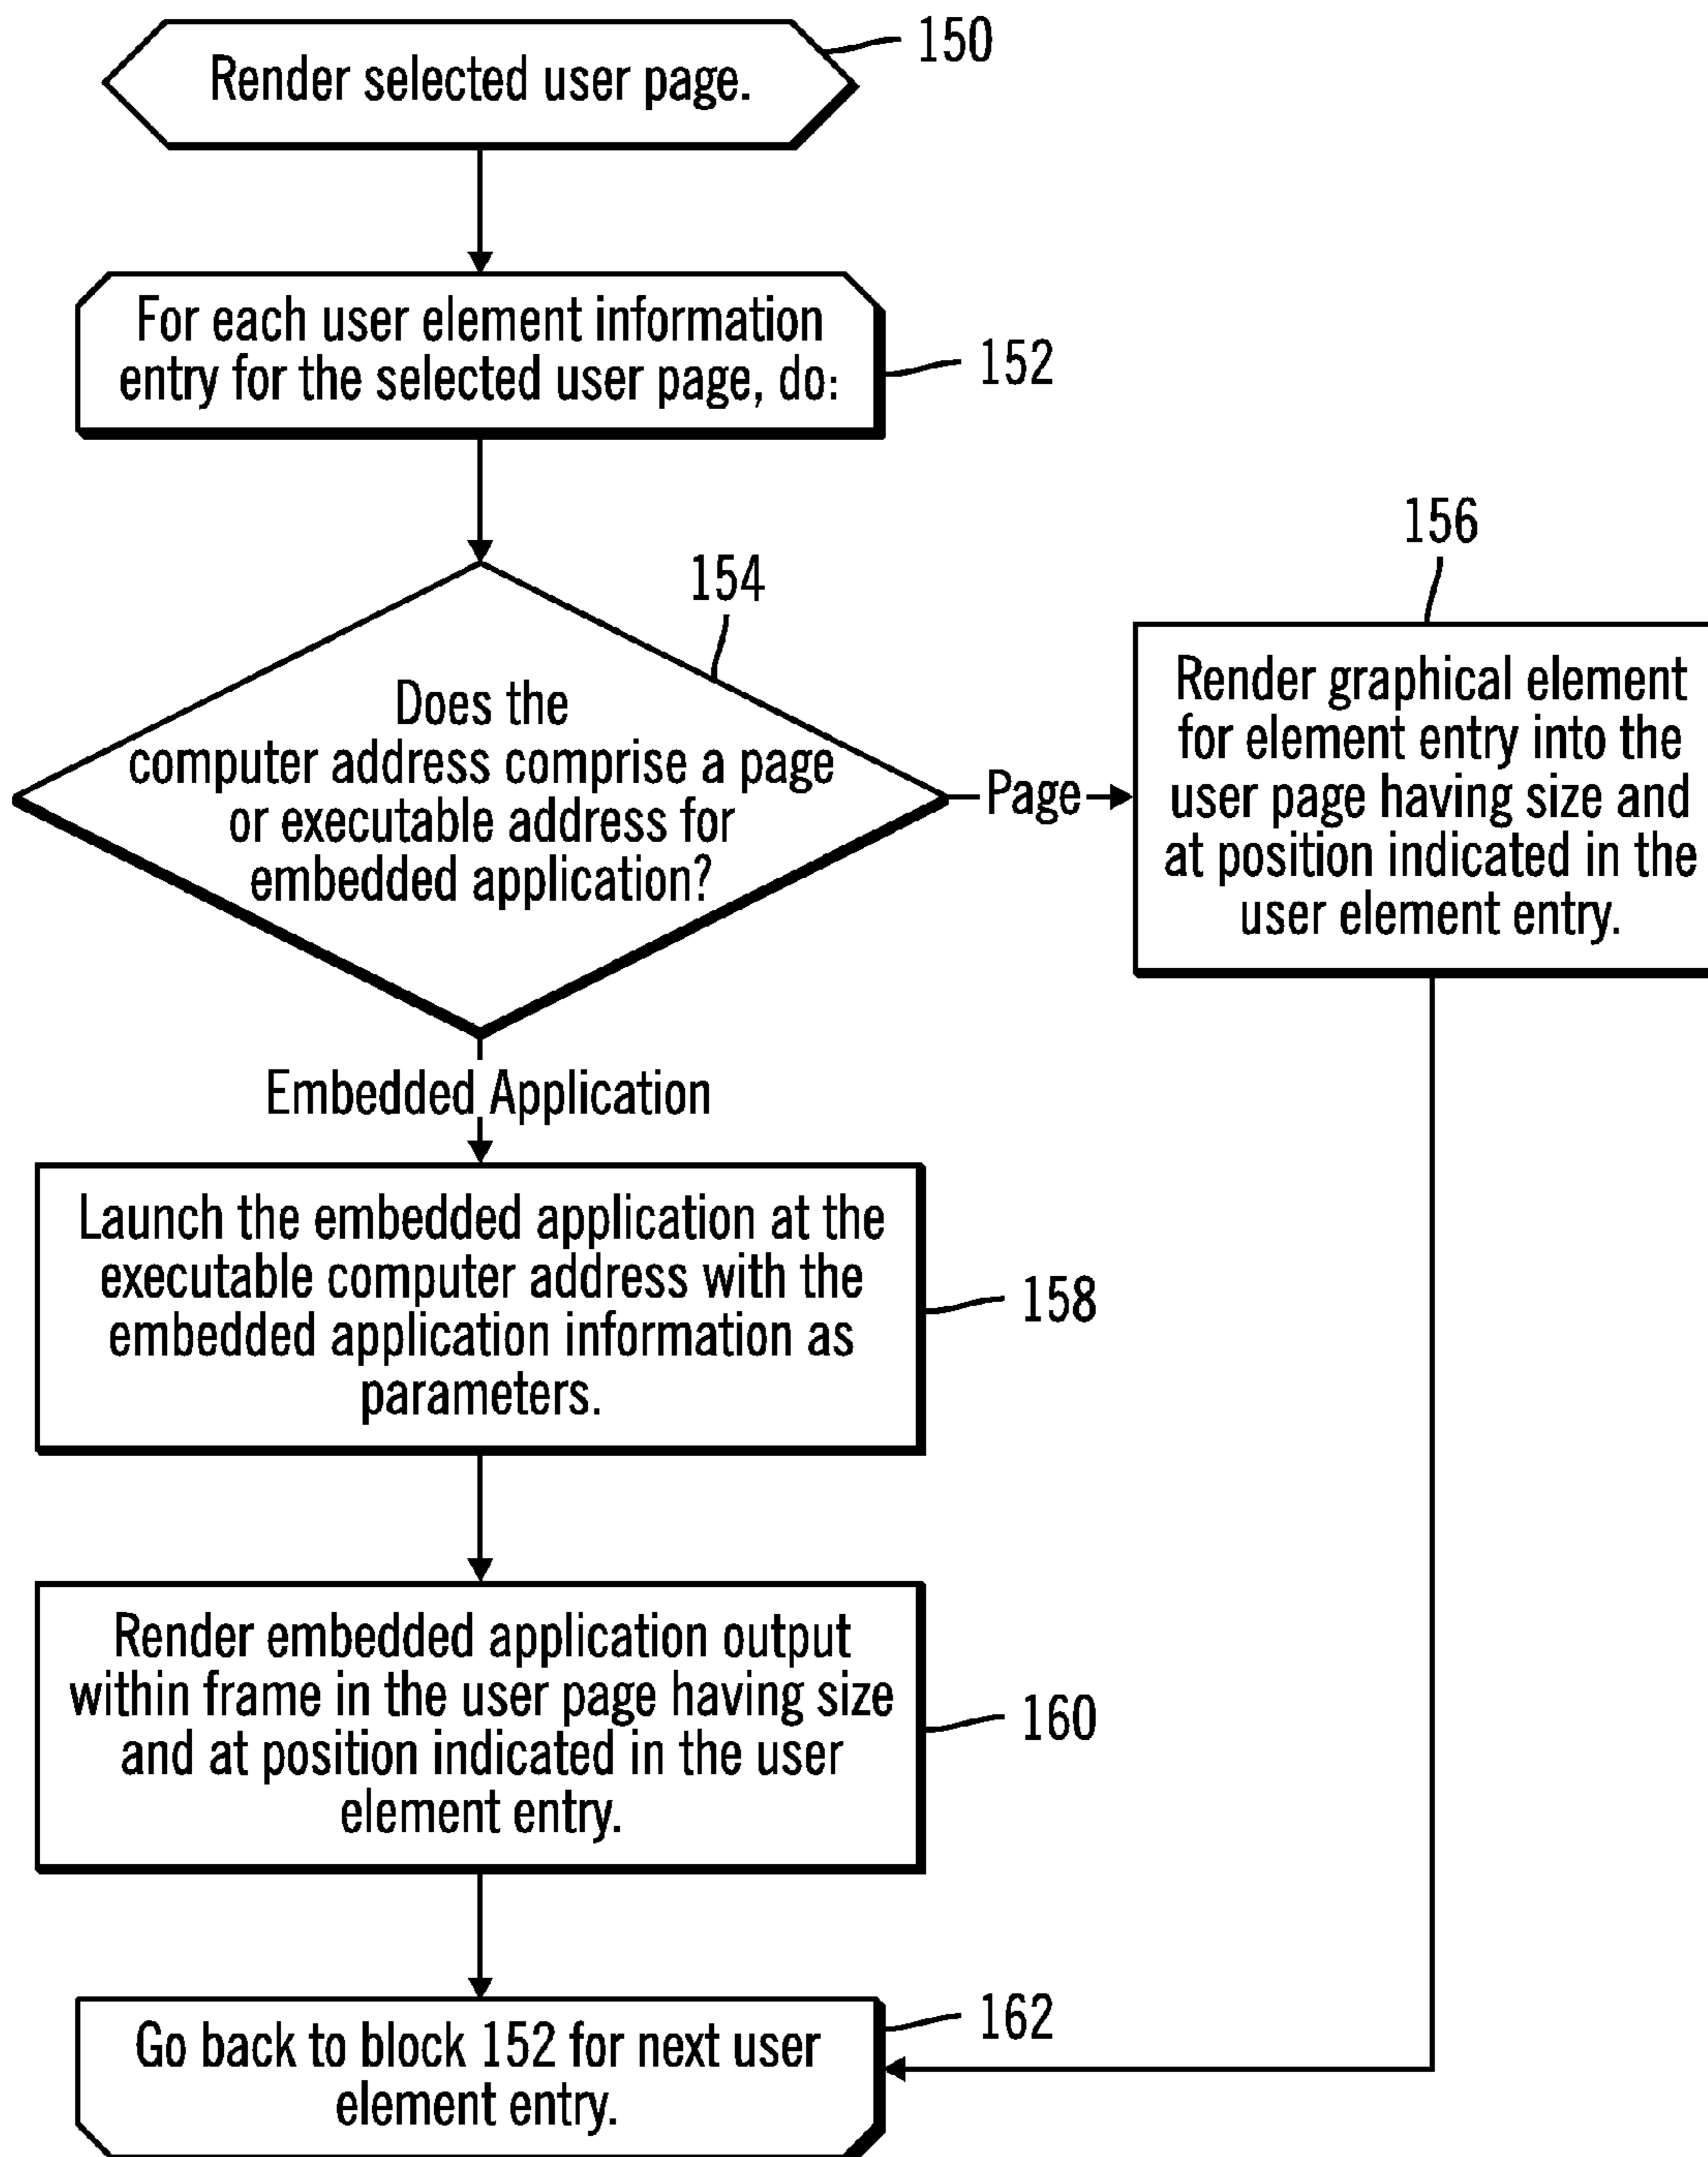 150
Render selected user page.
For each user element information
entry for the selected user page, do:
152
154
Does the
computer address comprise a page
or executable address for
embedded application?
Page
156
Render graphical element
for element entry into the
user page having size and
at position indicated in the
user element entry.
Embedded Application
Launch the embedded application at the
executable computer address with the
embedded application information as
parameters.
158
Render embedded application output
within frame in the user page having size
and at position indicated in the user
element entry.
160
Go back to block 152 for next user
element entry.
162